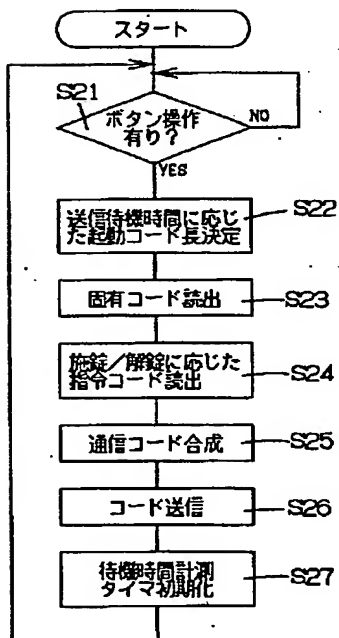 スタート
S21
ボタン操作
有り?
NO
YES
送信待機時間に応じ
た起動コード長決定
S22
固有コード読出
S23
施錠/解錠に応じた
指令コード読出
S24
通信コード合成
S25
コード送信
S26
待機時間計測
タイマ初期化
S27